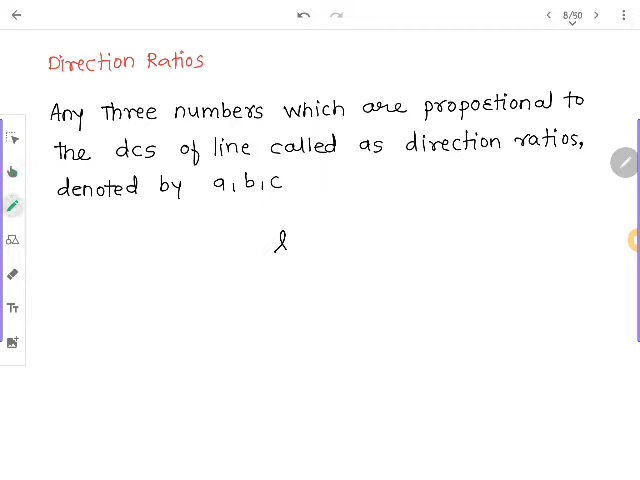 8/50
Direction Ratios
Any three numbers which are propoetional to
the dcs of line called as direction ratios,
denoted by a, b, c
l
Tт